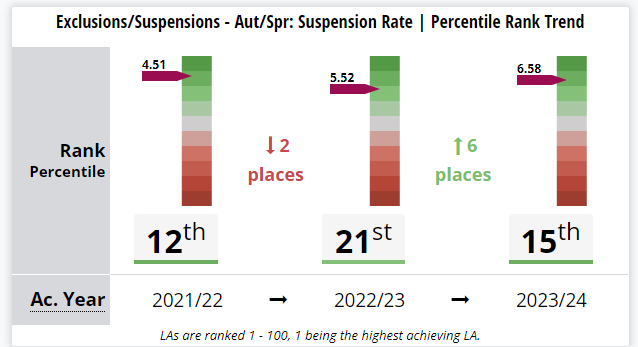 Exclusions/Suspensions - Aut/Spr: Suspension Rate | Percentile Rank Trend
4.51
5.52
6.58
Rank
Percentile
↓ 2
places
↑ 6
places
12th
21st
15th
Ac. Year
2021/22 → 2022/23 → 2023/24
LAs are ranked 1 - 100, 1 being the highest achieving LA.